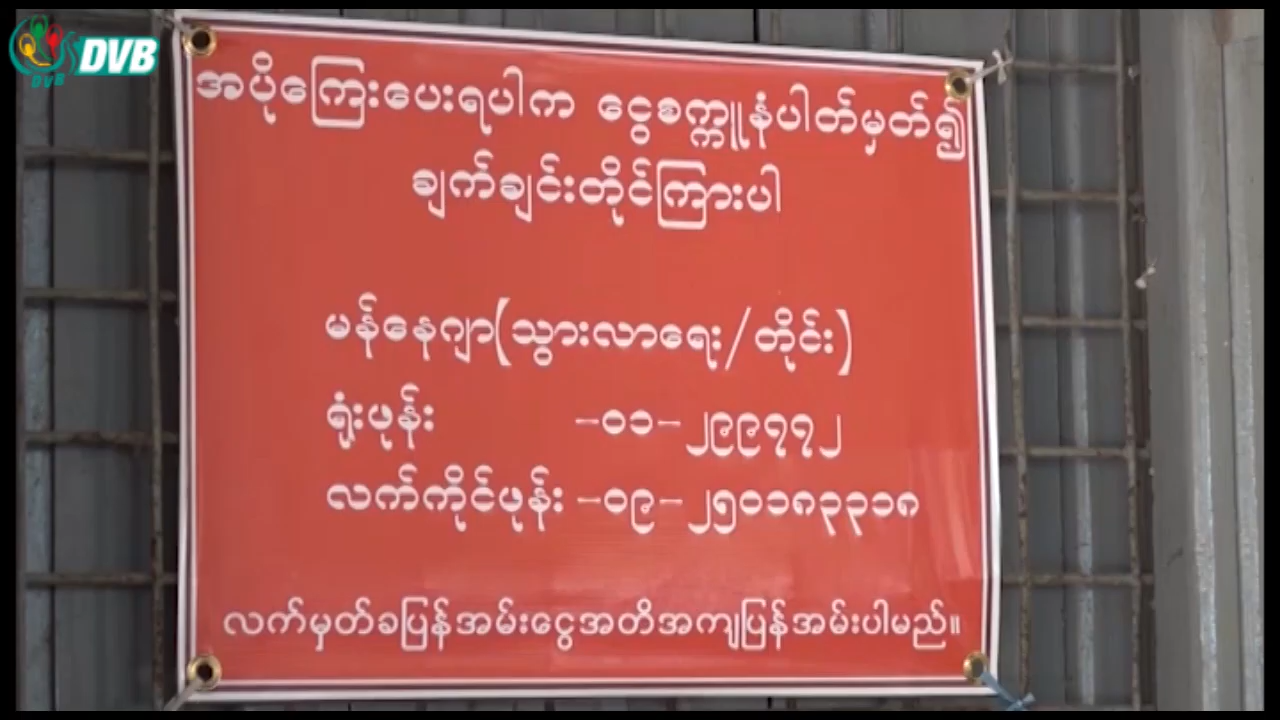 DVB
DVB
အပိုကြေးပေးရပါက ငွေစက္ကူနံပါတ်မှတ်၍
ချက်ချင်းတိုင်ကြားပါ
မန်နေဂျာ(သွားလာရေး/တိုင်း)
ရုံးဖုန်း -၀၁-၂၉၉၇၇၂
လက်ကိုင်ဖုန်း -၀၉-၂၅၀၁၈၃၃၁၈
လက်မှတ်ခပြန်အမ်းငွေအတိအကျပြန်အမ်းပါမည်။